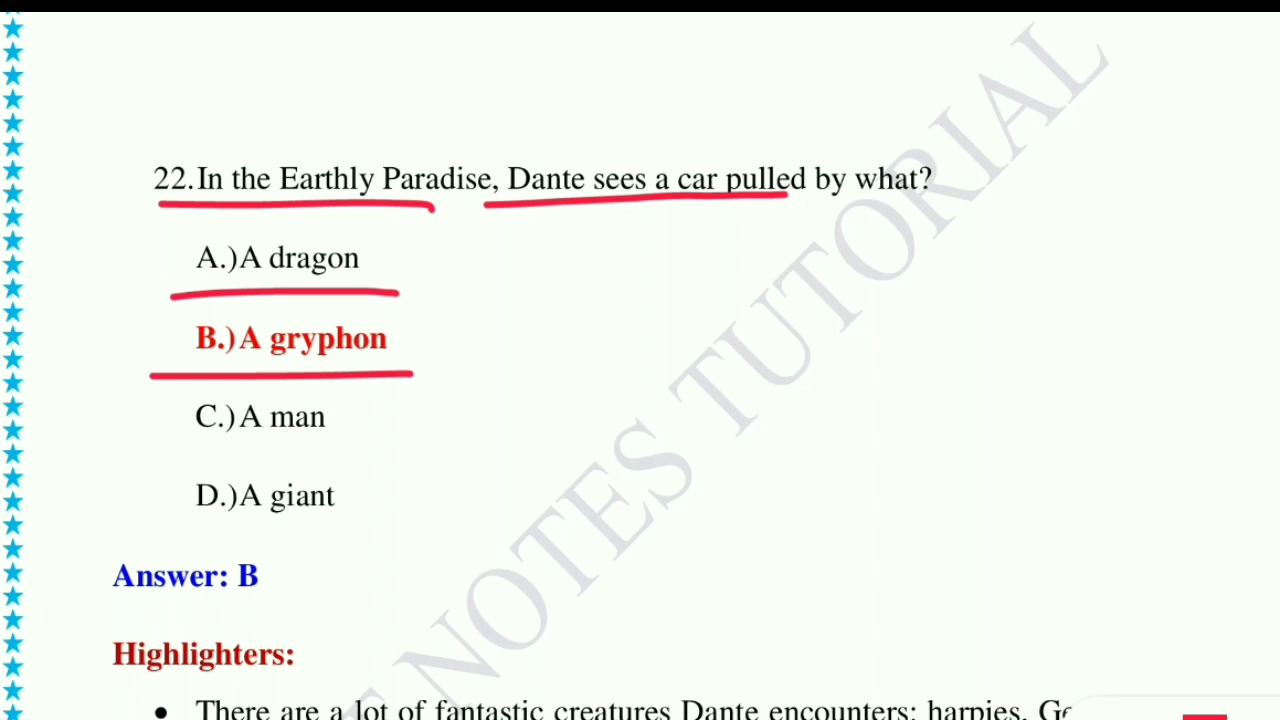 22.In the Earthly Paradise, Dante sees a car pulled by what?
A.)A dragon
B.)A gryphon
C.)A man
D.)A giant
Answer: B
Highlighters:
• There are a lot of fantastic creatures Dante encounters: harpies,
NOTES TUTORIAL